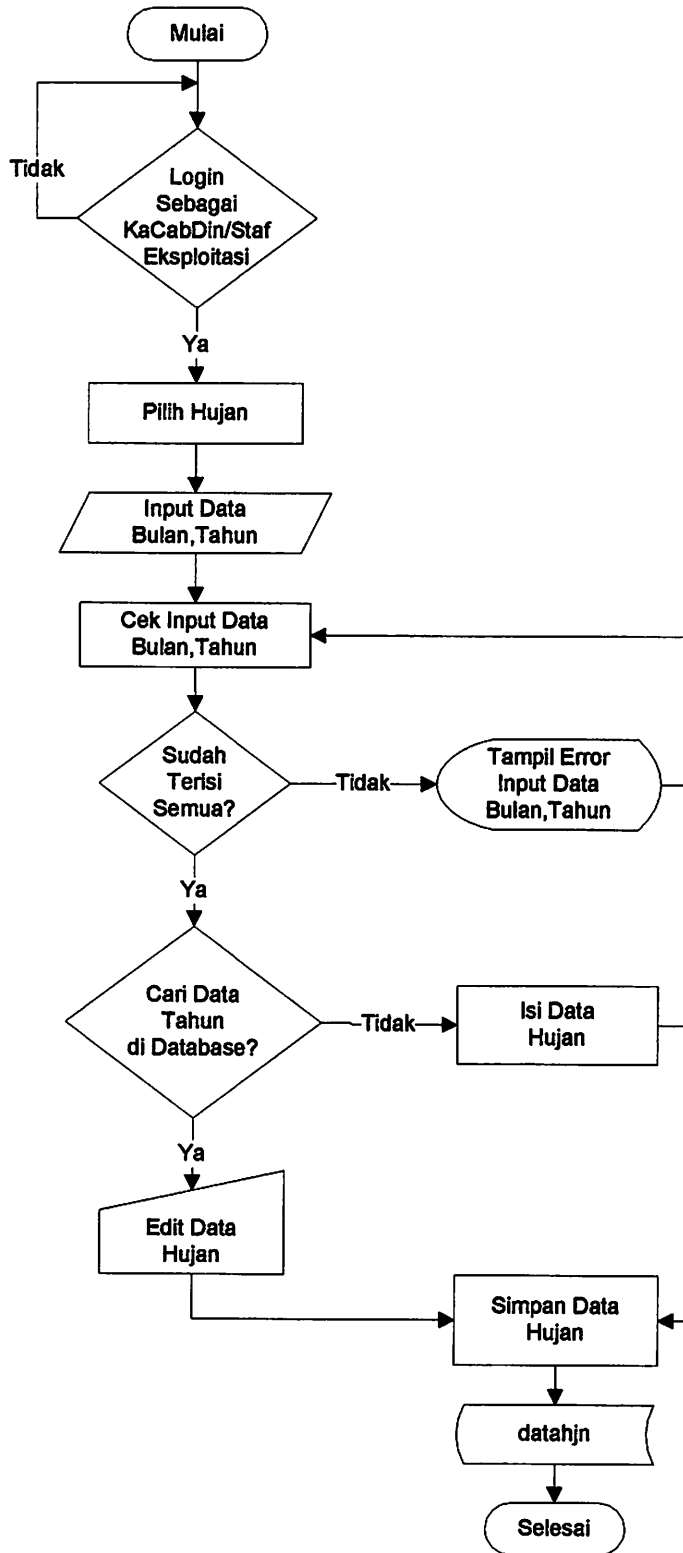 Mulai
Tidak
Login
Sebagai
KaCabDin/Staf
Eksploitasi
Ya
Pilih Hujan
Input Data
Bulan,Tahun
Cek Input Data
Bulan,Tahun
Sudah
Terisi
Semua?
Tidak
Tampil Error
Input Data
Bulan,Tahun
Ya
Cari Data
Tahun
di Database?
Tidak
Isi Data
Hujan
Ya
Edit Data
Hujan
Simpan Data
Hujan
datahjn
Selesai